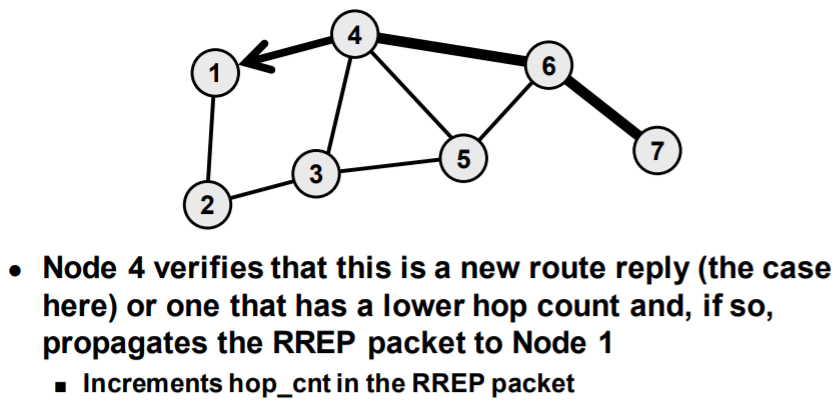 4
1
6
7
5
3
2
● Node 4 verifies that this is a new route reply (the case
here) or one that has a lower hop count and, if so,
propagates the RREP packet to Node 1
■ Increments hop_cnt in the RREP packet